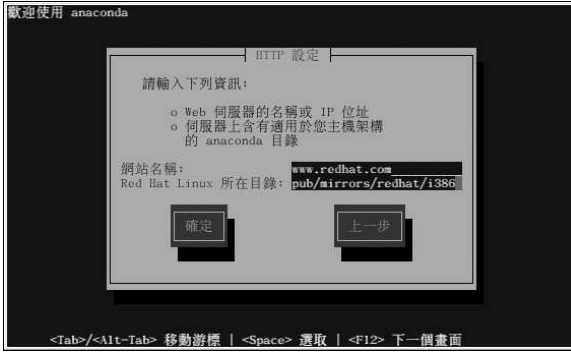 歡迎使用 anaconda
HTTP 設定
請輸入下列資訊:
o Web 伺服器的名稱或 IP 位址
o 伺服器上含有適用於您主機架構
的 anaconda 目錄
網站名稱: www.redhat.com
Red Hat Linux 所在目錄: pub/mirrors/redhat/i386
確定 上一步
<Tab>/<Alt-Tab> 移動游標 | <Space> 選取 | <F12> 下一個畫面